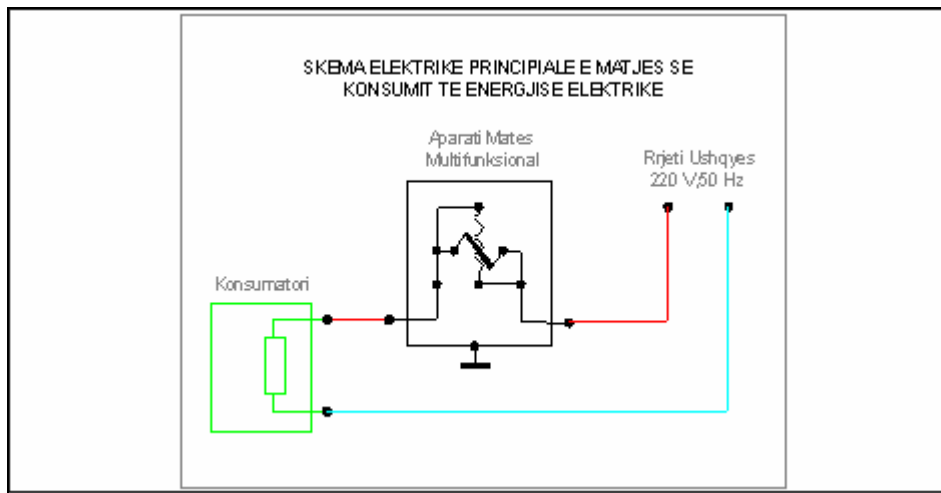 SKEMA ELEKTRIKE PRINCIPIALE E MATJES SE
KONSUMIT TE ENERGJISE ELEKTRIKE
Aparati Mates
Multifunksional
Rrjeti Ushqyes
220 V/50 Hz
Konsumatori